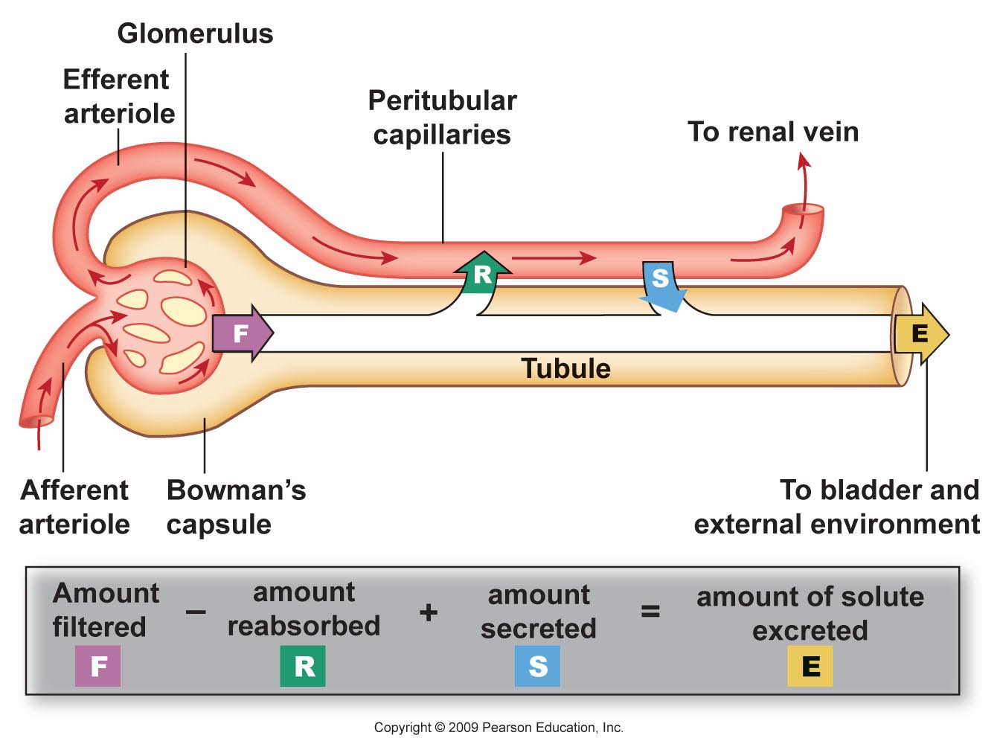 Glomerulus
Efferent
arteriole
Peritubular
capillaries
To renal vein
R
S
F
E
Tubule
Afferent
arteriole
Bowman's
capsule
To bladder and
external environment
Amount
filtered
F
–
amount
reabsorbed
R
+
amount
secreted
S
=
amount of solute
excreted
E
Copyright © 2009 Pearson Education, Inc.